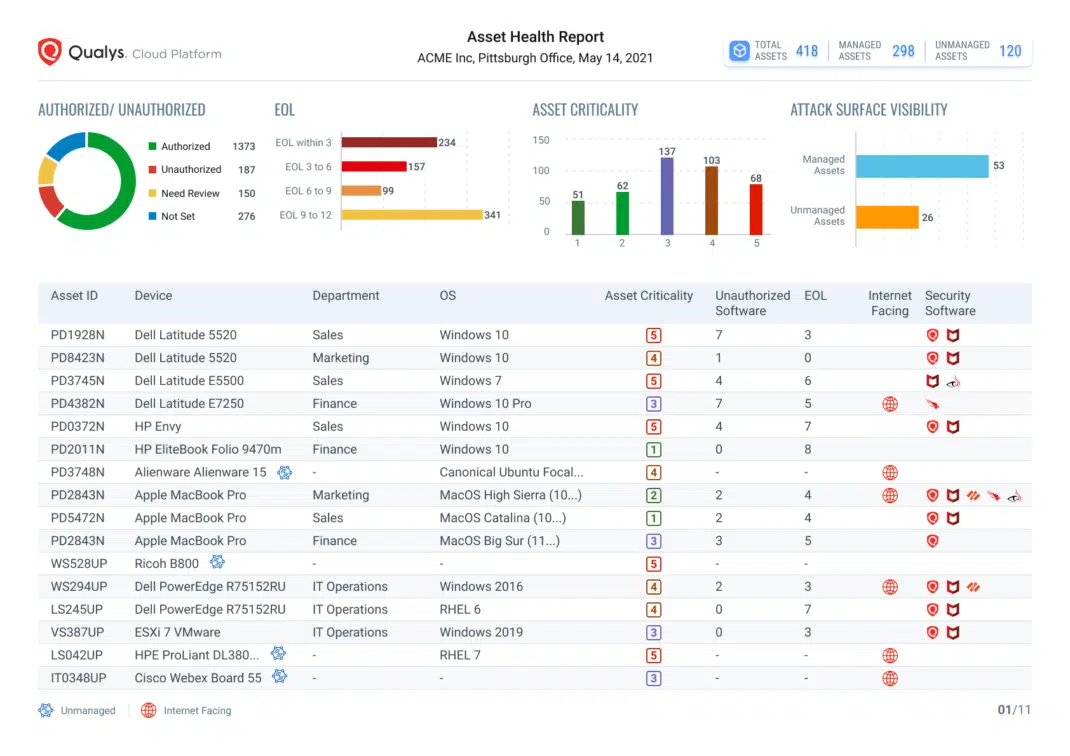 Qualys. Cloud Platform
Asset Health Report
ACME Inc, Pittsburgh Office, May 14, 2021
TOTAL ASSETS 418
MANAGED ASSETS 298
UNMANAGED ASSETS 120
AUTHORIZED/ UNAUTHORIZED
Authorized 1373
Unauthorized 187
Need Review 150
Not Set 276
EOL
EOL within 3 234
EOL 3 to 6 157
EOL 6 to 9 99
EOL 9 to 12 341
ASSET CRITICALITY
150
100
50
0
51
62
137
103
68
1 2 3 4 5
ATTACK SURFACE VISIBILITY
Managed
Assets
53
Unmanaged
Assets
26
Asset ID Device Department OS Asset Criticality Unauthorized Software EOL Internet Facing Security Software
PD1928N Dell Latitude 5520 Sales Windows 10 5 7 3
PD8423N Dell Latitude 5520 Marketing Windows 10 4 1 0
PD3745N Dell Latitude E5500 Sales Windows 7 5 4 6
PD4382N Dell Latitude E7250 Finance Windows 10 Pro 3 7 5
PD0372N HP Envy Sales Windows 10 5 4 7
PD2011N HP EliteBook Folio 9470m Finance Windows 10 1 0 8
PD3748N Alienware Alienware 15 - Canonical Ubuntu Focal... 4 - -
PD2843N Apple MacBook Pro Marketing MacOS High Sierra (10...) 2 2 4
PD5472N Apple MacBook Pro Sales MacOS Catalina (10...) 1 2 4
PD2843N Apple MacBook Pro Finance MacOS Big Sur (11...) 3 3 5
WS528UP Ricoh B800 - - 5 - -
WS294UP Dell PowerEdge R75152RU IT Operations Windows 2016 4 2 3
LS245UP Dell PowerEdge R75152RU IT Operations RHEL 6 4 0 7
VS387UP ESXi 7 VMware IT Operations Windows 2019 3 0 3
LS042UP HPE ProLiant DL380... - RHEL 7 5 - -
IT0348UP Cisco Webex Board 55 - - 3 - -
Unmanaged
Internet Facing
01/11